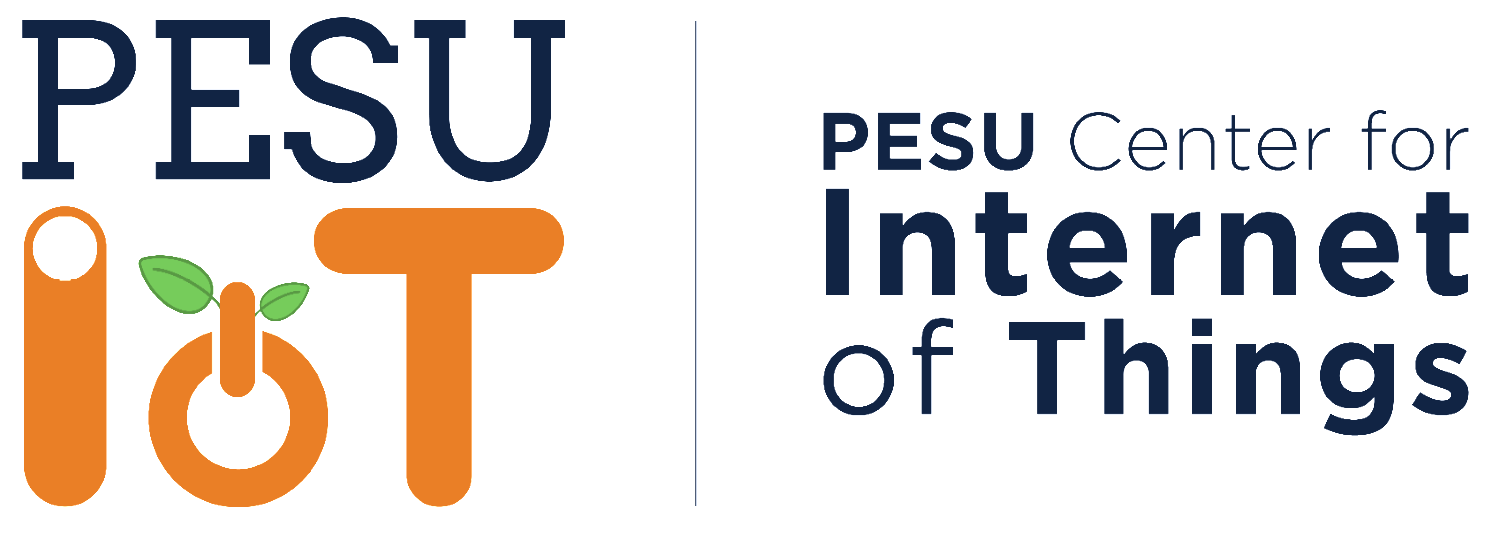 PESU
IoT
PESU Center for
Internet
of Things